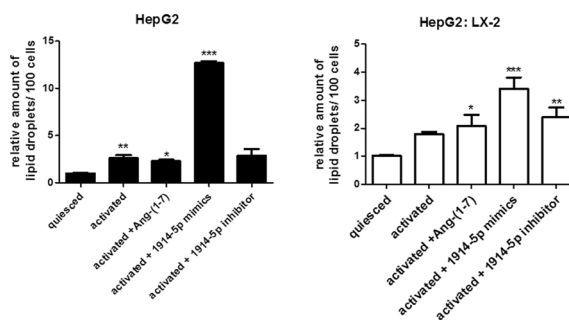 HepG2
relative amount of
lipid droplets/ 100 cells
15
10
5
0
**
*
***
quiesced
activated
activated +Ang-(1-7)
activated + 1914-5p mimics
activated + 1914-5p inhibitor
HepG2: LX-2
relative amount of
lipid droplets/ 100 cells
5
4
3
2
1
0
*
***
**
quiesced
activated
activated +Ang-(1-7)
activated + 1914-5p mimics
activated + 1914-5p inhibitor